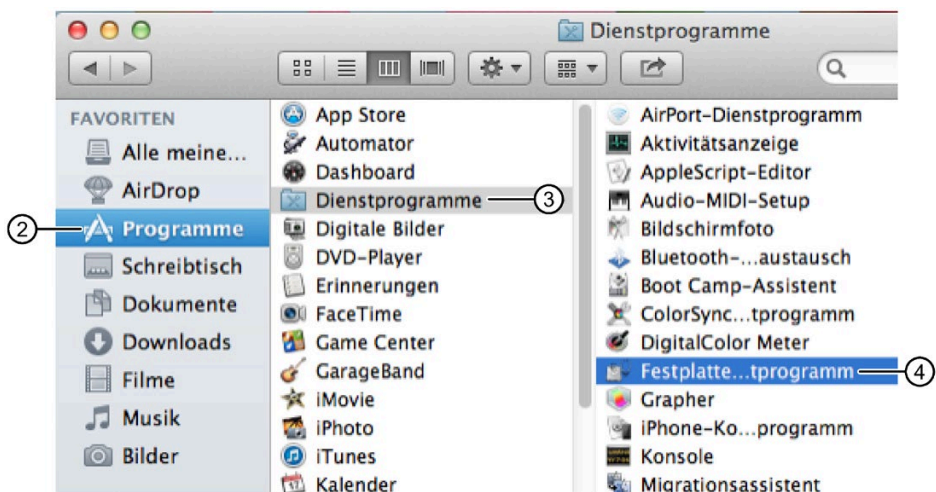 Dienstprogramme
FAVORITEN
Alle meine...
AirDrop
2
Programme
Schreibtisch
Dokumente
Downloads
Filme
Musik
Bilder
App Store
Automator
Dashboard
Dienstprogramme
3
Digitale Bilder
DVD-Player
Erinnerungen
FaceTime
Game Center
GarageBand
iMovie
iPhoto
iTunes
Kalender
AirPort-Dienstprogramm
Aktivitätsanzeige
AppleScript-Editor
Audio-MIDI-Setup
Bildschirmfoto
Bluetooth-...austausch
Boot Camp-Assistent
ColorSync...tprogramm
DigitalColor Meter
Festplatte...tprogramm
4
Grapher
iPhone-Ko...programm
Konsole
Migrationsassistent